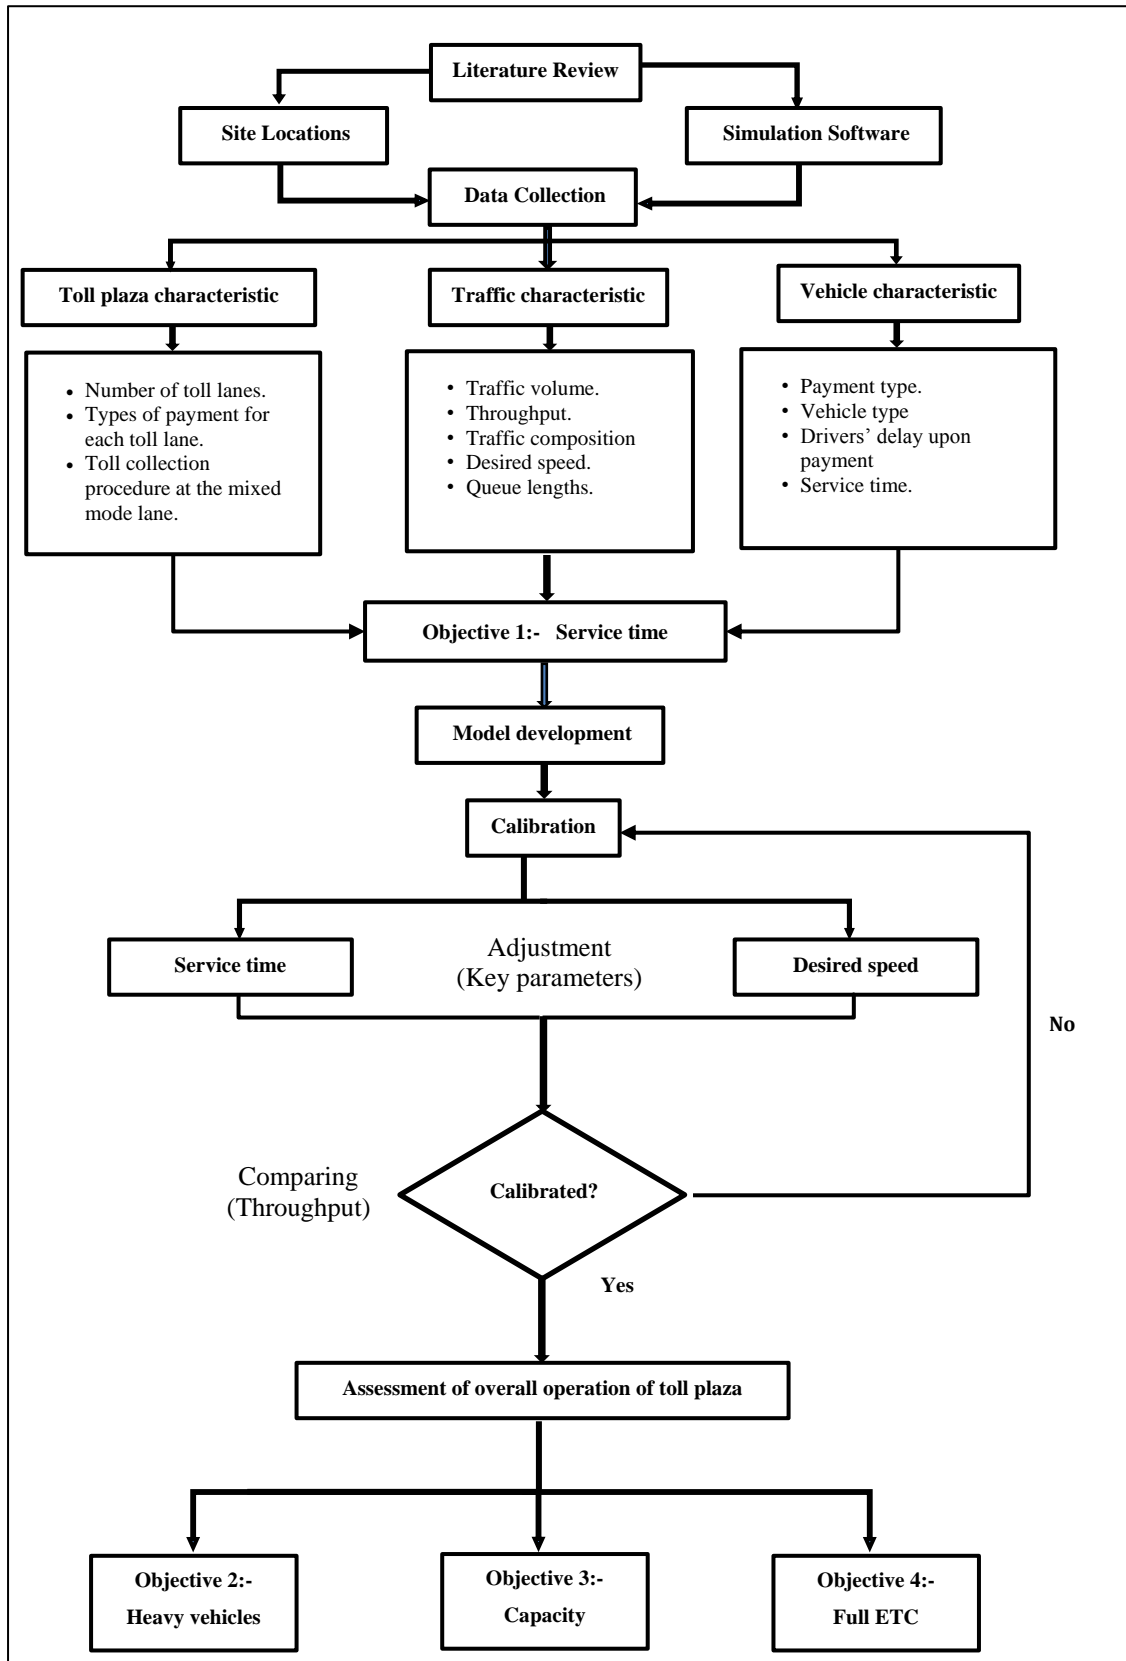 Literature Review
Site Locations
Simulation Software
Data Collection
Toll plaza characteristic
Traffic characteristic
Vehicle characteristic
• Number of toll lanes.
• Types of payment for
each toll lane.
• Toll collection
procedure at the mixed
mode lane.
• Traffic volume.
• Throughput.
• Traffic composition
• Desired speed.
• Queue lengths.
• Payment type.
• Vehicle type
• Drivers’ delay upon
payment
• Service time.
Objective 1:- Service time
Model development
Calibration
Service time
Adjustment
(Key parameters)
Desired speed
No
Comparing
(Throughput)
Calibrated?
Yes
Assessment of overall operation of toll plaza
Objective 2:-
Heavy vehicles
Objective 3:-
Capacity
Objective 4:-
Full ETC